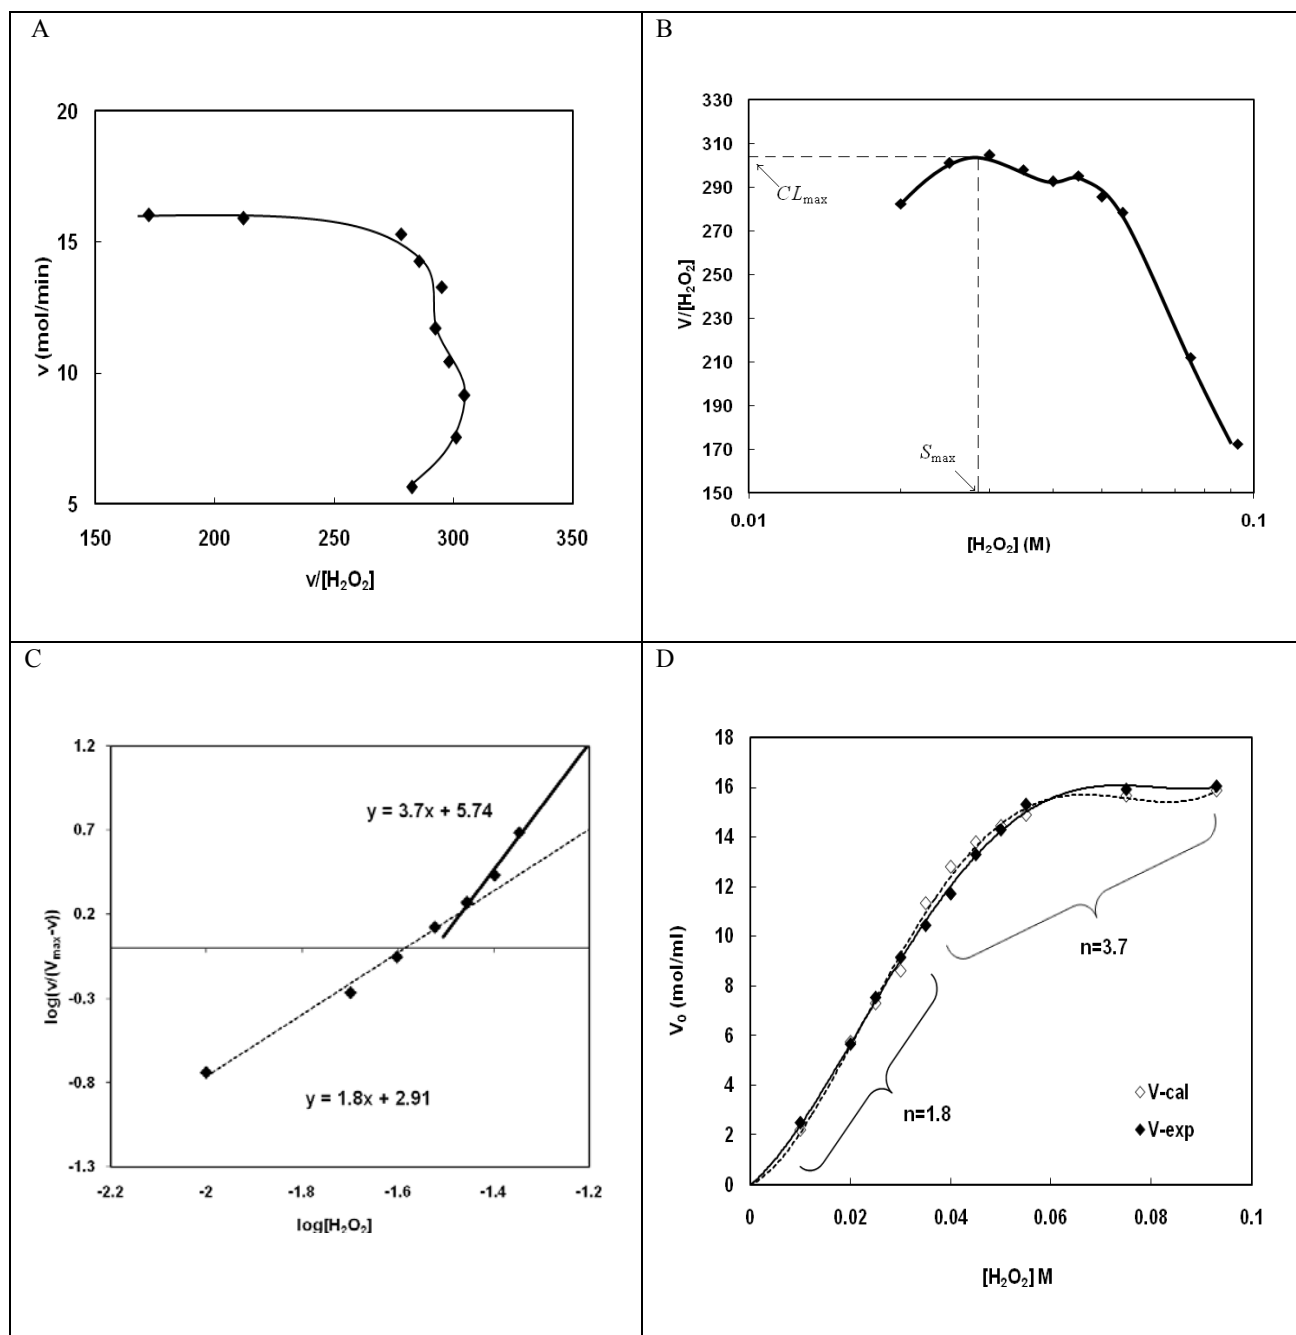 A
20
15
10
5
v (mol/min)
150 200 250 300 350
v/[H₂O₂]
B
330
310
290
270
250
230
210
190
170
150
V/[H₂O₂]
CLmax
Smax
0.01 0.1
[H₂O₂] (M)
C
1.2
0.7
0.2
-0.3
-0.8
-1.3
log(v/(Vmax-v))
y = 3.7x + 5.74
y = 1.8x + 2.91
-2.2 -2 -1.8 -1.6 -1.4 -1.2
log[H₂O₂]
D
18
16
14
12
10
8
6
4
2
0
V₀ (mol/ml)
n=3.7
n=1.8
V-cal
V-exp
0 0.02 0.04 0.06 0.08 0.1
[H₂O₂] M